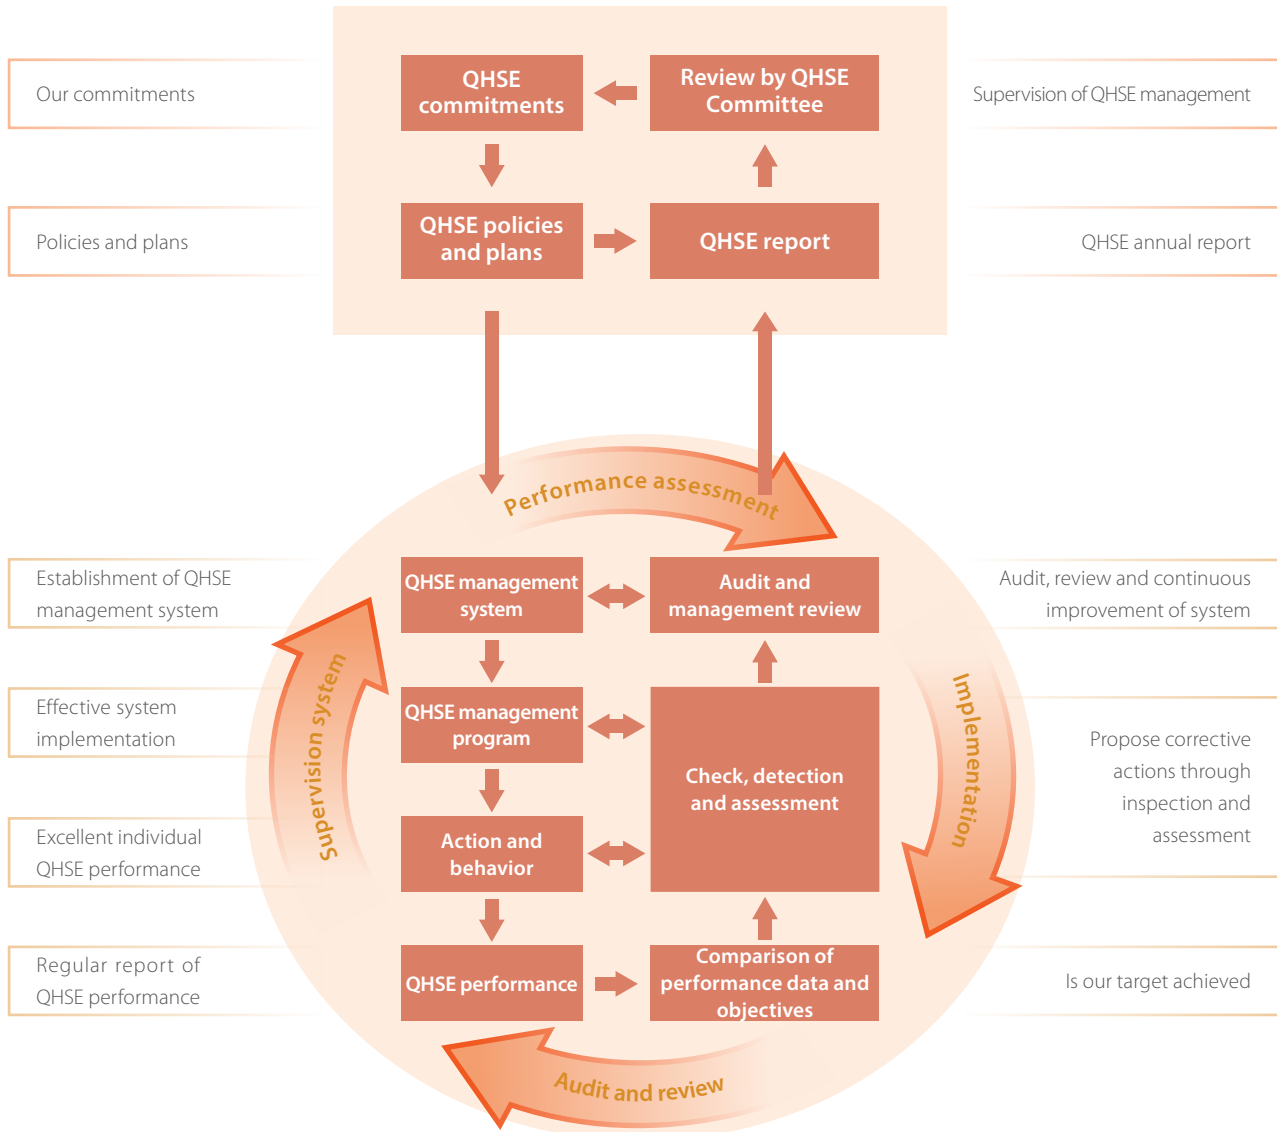 Our commitments
QHSE
commitments
Review by QHSE
Committee
Supervision of QHSE management
Policies and plans
QHSE policies
and plans
QHSE report
QHSE annual report
Performance assessment
Establishment of QHSE
management system
QHSE management
system
Audit and
management review
Audit, review and continuous
improvement of system
Supervision system
Implementation
Effective system
implementation
QHSE management
program
Check, detection
and assessment
Propose corrective
actions through
inspection and
assessment
Excellent individual
QHSE performance
Action and
behavior
Regular report of
QHSE performance
QHSE performance
Comparison of
performance data and
objectives
Is our target achieved
Audit and review